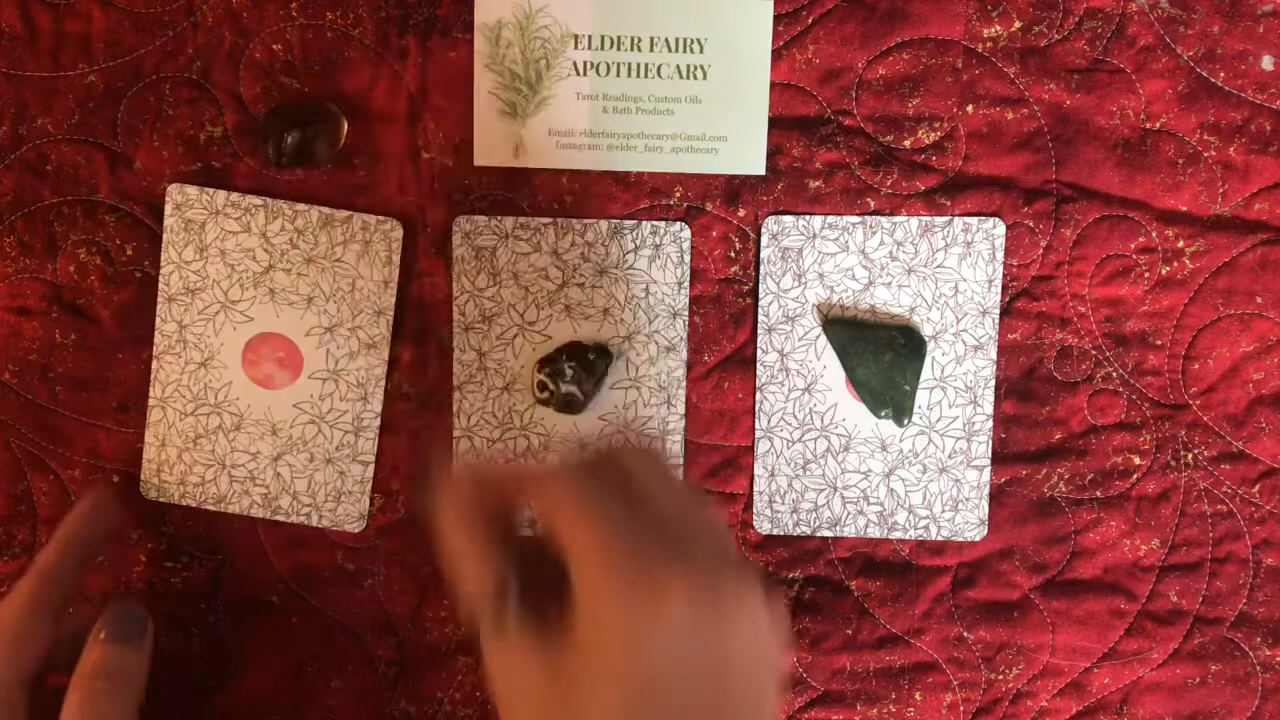 ELDER FAIRY
APOTHECARY
Tarot Readings, Custom Oils
& Bath Products
Email: elderfairyapothecary@Gmail.com
Instagram: @elder_fairy_apothecary